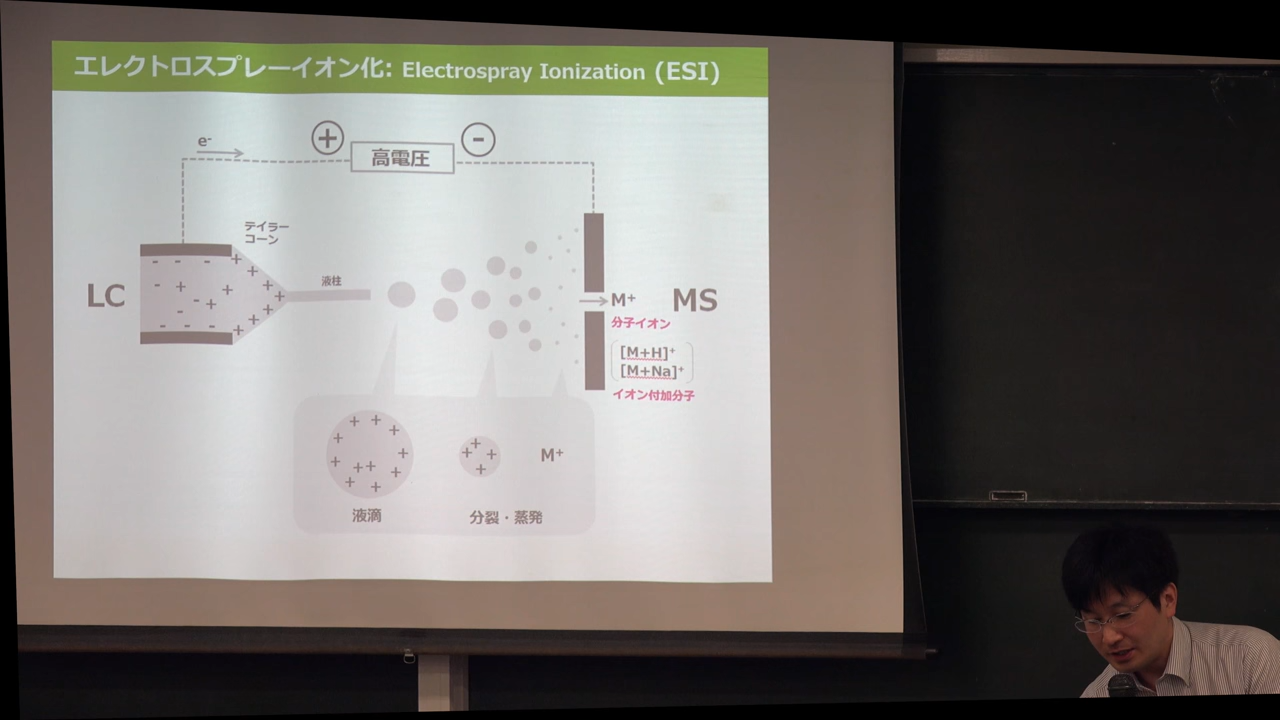 エレクトロスプレーイオン化: Electrospray Ionization (ESI)
e-
+
-
高電圧
テイラー
コーン
液柱
LC
M+
MS
分子イオン
[M+H]+
[M+Na]+
イオン付加分子
M+
液滴
分裂・蒸発